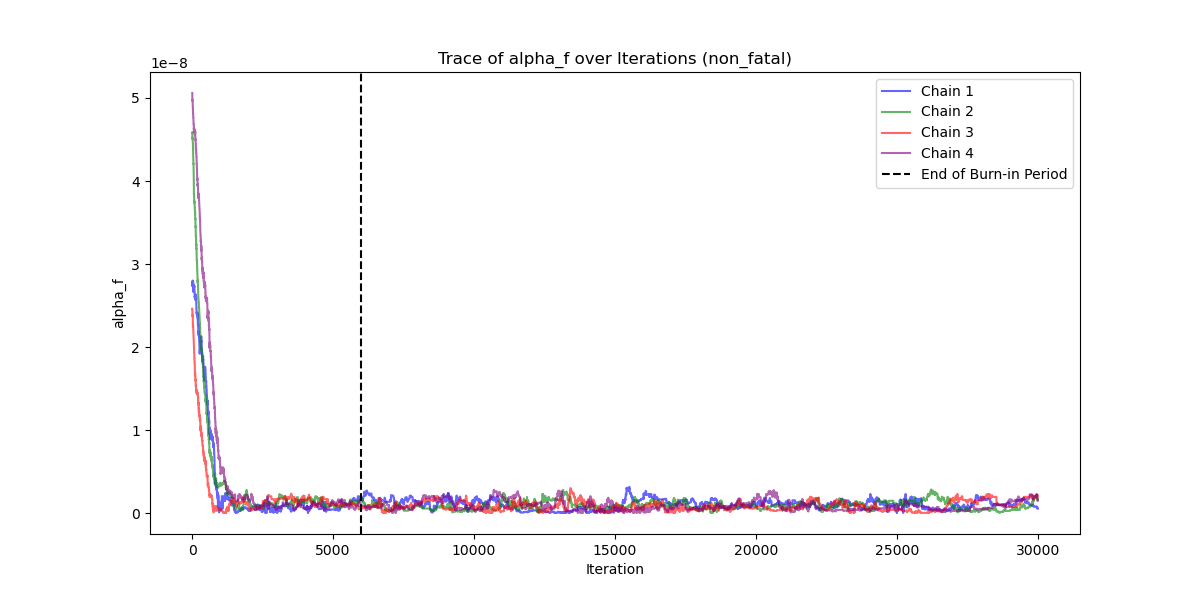 Trace of alpha_f over Iterations (non_fatal)
1e−8
5
4
3
2
1
0
alpha_f
Chain 1
Chain 2
Chain 3
Chain 4
End of Burn-in Period
0 5000 10000 15000 20000 25000 30000
Iteration